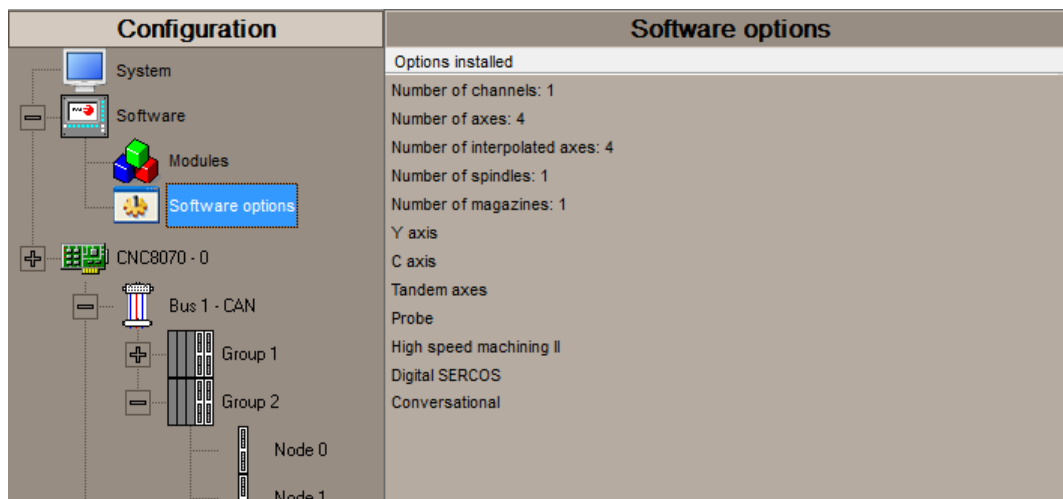 Configuration
System
Software
Modules
Software options
CNC8070 - 0
Bus 1 - CAN
Group 1
Group 2
Node 0
Node 1
Software options
Options installed
Number of channels: 1
Number of axes: 4
Number of interpolated axes: 4
Number of spindles: 1
Number of magazines: 1
Y axis
C axis
Tandem axes
Probe
High speed machining II
Digital SERCOS
Conversational